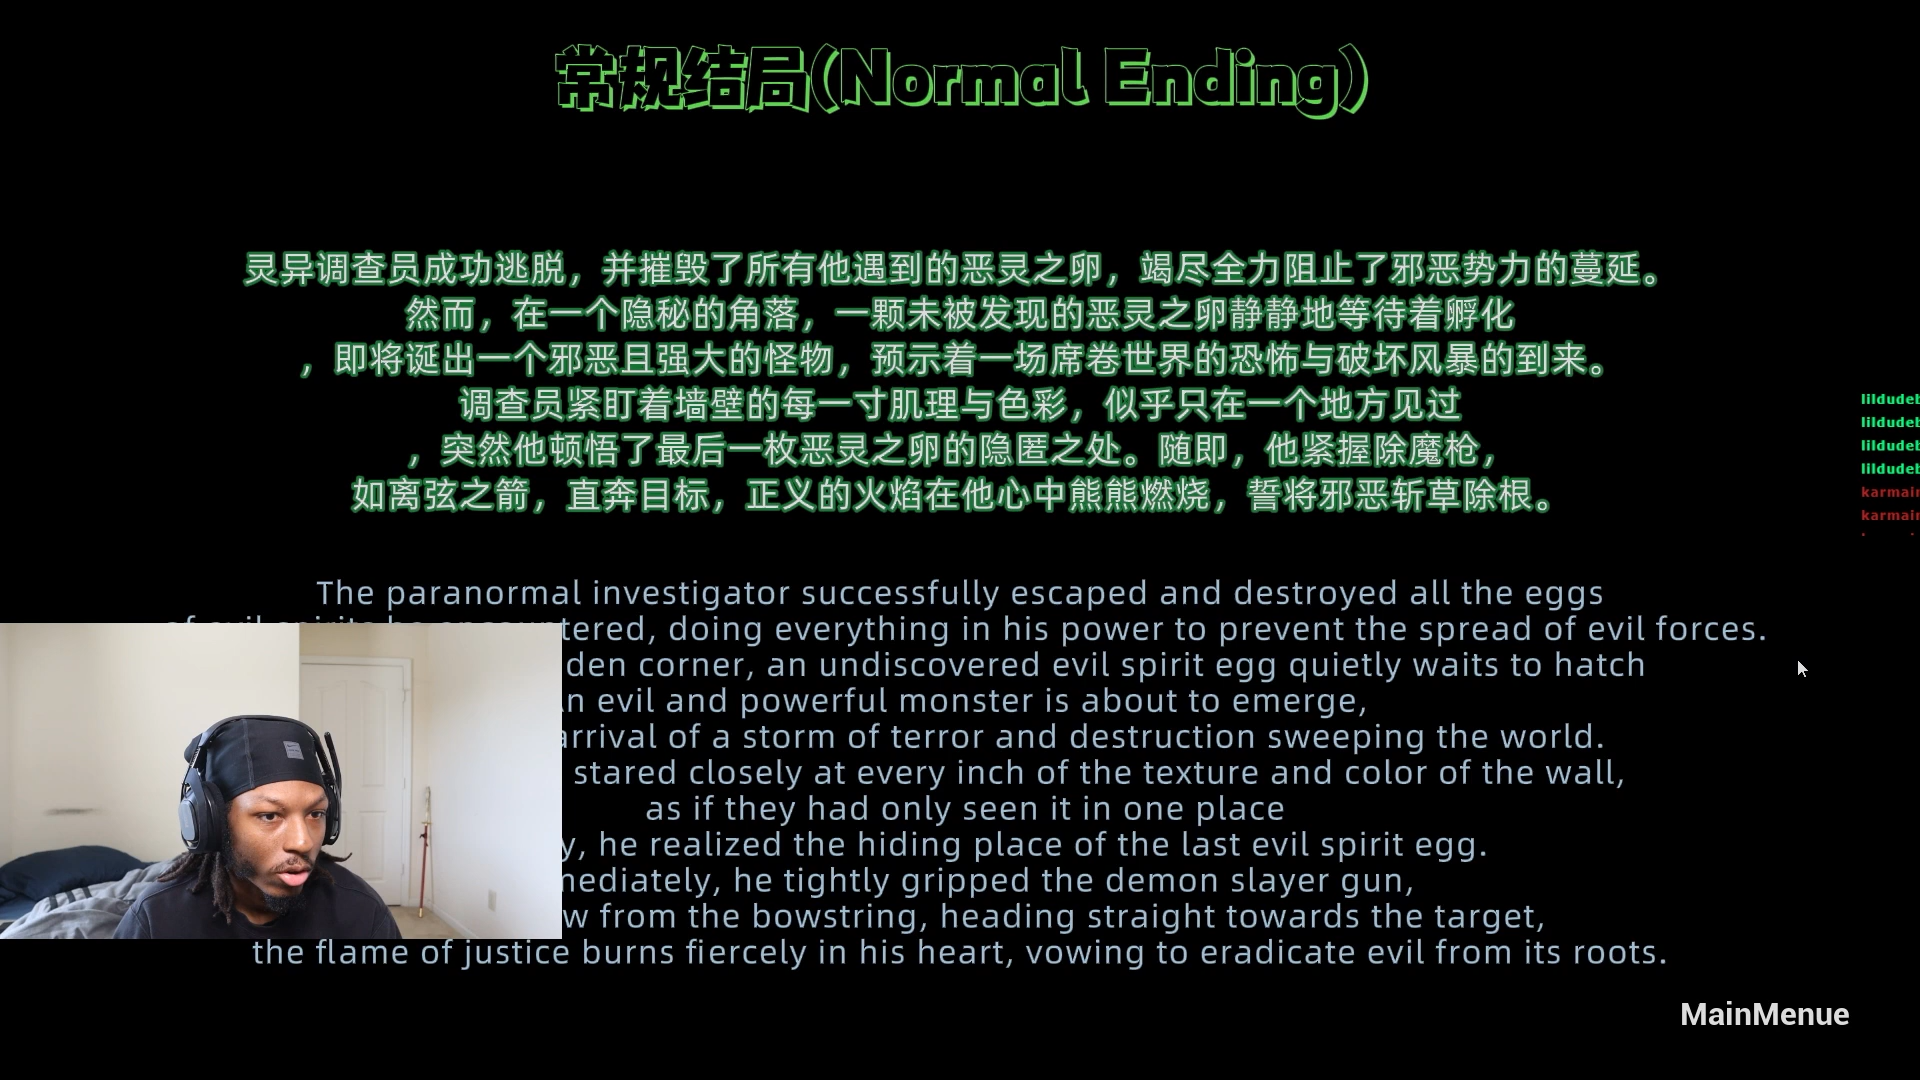 常规结局(Normal Ending)
灵异调查员成功逃脱，并摧毁了所有他遇到的恶灵之卵，竭尽全力阻止了邪恶势力的蔓延。
然而，在一个隐秘的角落，一颗未被发现的恶灵之卵静静地等待着孵化
，即将诞出一个邪恶且强大的怪物，预示着一场席卷世界的恐怖与破坏风暴的到来。
调查员紧盯着墙壁的每一寸肌理与色彩，似乎只在一个地方见过
，突然他顿悟了最后一枚恶灵之卵的隐匿之处。随即，他紧握除魔枪，
如离弦之箭，直奔目标，正义的火焰在他心中熊熊燃烧，誓将邪恶斩草除根。
The paranormal investigator successfully escaped and destroyed all the eggs
tered, doing everything in his power to prevent the spread of evil forces.
den corner, an undiscovered evil spirit egg quietly waits to hatch
n evil and powerful monster is about to emerge,
arrival of a storm of terror and destruction sweeping the world.
stared closely at every inch of the texture and color of the wall,
as if they had only seen it in one place
y, he realized the hiding place of the last evil spirit egg.
mediately, he tightly gripped the demon slayer gun,
w from the bowstring, heading straight towards the target,
the flame of justice burns fiercely in his heart, vowing to eradicate evil from its roots.
MainMenue
lildudeb
lildudeb
lildudeb
lildudeb
karmain
karmain